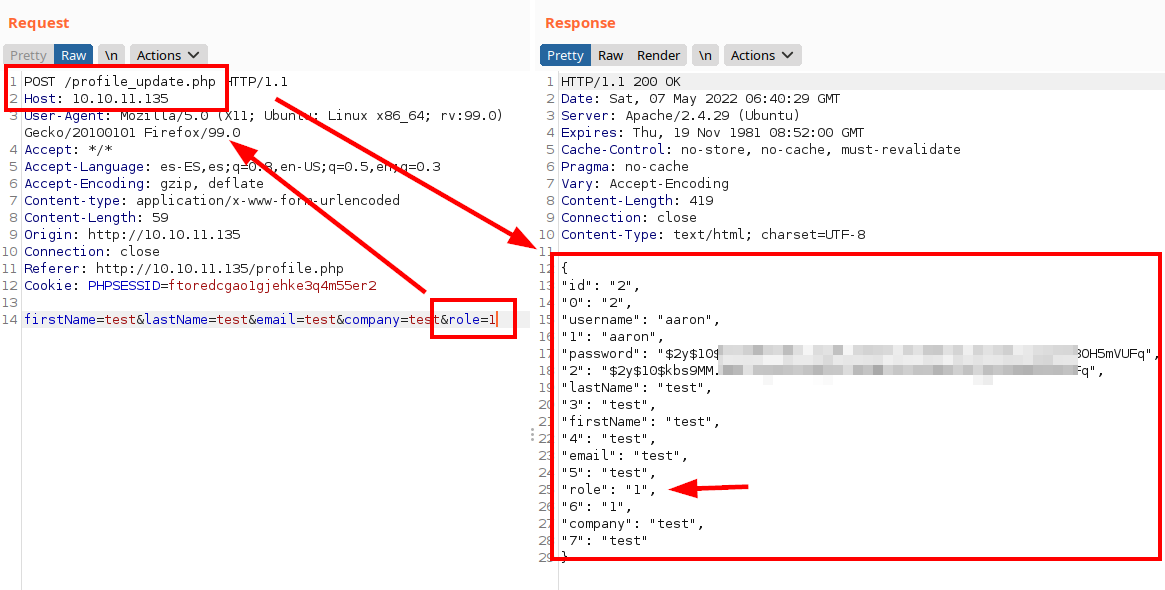 Request
Pretty Raw \n Actions
1 POST /profile_update.php HTTP/1.1
2 Host: 10.10.11.135
3 User-Agent: Mozilla/5.0 (X11; Ubuntu; Linux x86_64; rv:99.0)
Gecko/20100101 Firefox/99.0
4 Accept: */*
5 Accept-Language: es-ES,es;q=0.8,en-US;q=0.5,en;q=0.3
6 Accept-Encoding: gzip, deflate
7 Content-type: application/x-www-form-urlencoded
8 Content-Length: 59
9 Origin: http://10.10.11.135
10 Connection: close
11 Referer: http://10.10.11.135/profile.php
12 Cookie: PHPSESSID=ftoredcgao1gjehke3q4m55er2
13
14 firstName=test&lastName=test&email=test&company=test&role=1
Response
Pretty Raw Render \n Actions
1 HTTP/1.1 200 OK
2 Date: Sat, 07 May 2022 06:40:29 GMT
3 Server: Apache/2.4.29 (Ubuntu)
4 Expires: Thu, 19 Nov 1981 08:52:00 GMT
5 Cache-Control: no-store, no-cache, must-revalidate
6 Pragma: no-cache
7 Vary: Accept-Encoding
8 Content-Length: 419
9 Connection: close
10 Content-Type: text/html; charset=UTF-8
11
12 {
13 "id": "2",
14 "0": "2",
15 "username": "aaron",
16 "1": "aaron",
17 "password": "$2y$10$
18 "2": "$2y$10$kbs9MM.
19 "lastName": "test",
20 "3": "test",
21 "firstName": "test",
22 "4": "test",
23 "email": "test",
24 "5": "test",
25 "role": "1",
26 "6": "1",
27 "company": "test",
28 "7": "test"
29 }